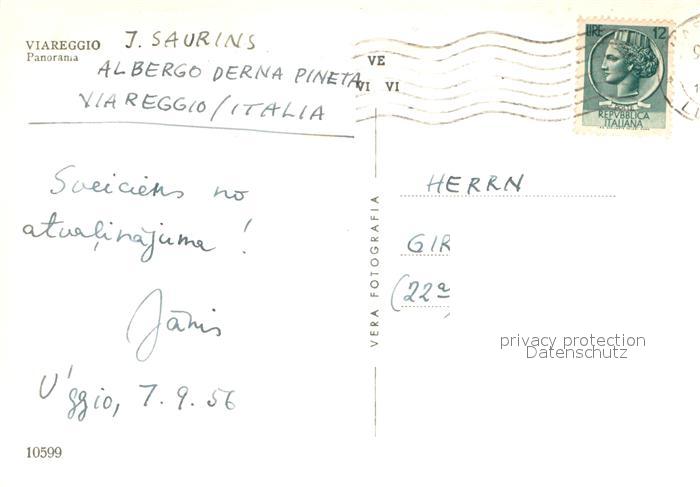 VIAREGGIO
Panorama
J. SAURINS
ALBERGO DERNA PINETA
VIAREGGIO/ITALIA
VE
VI VI
LIRE 12
REPVBBLICA
ITALIANA
Sveiciens no
atvaļinājuma!
Jānis
V'ggio, 7.9.56
VERA FOTOGRAFIA
HERRN
GIR
(22a
privacy protection
Datenschutz
10599